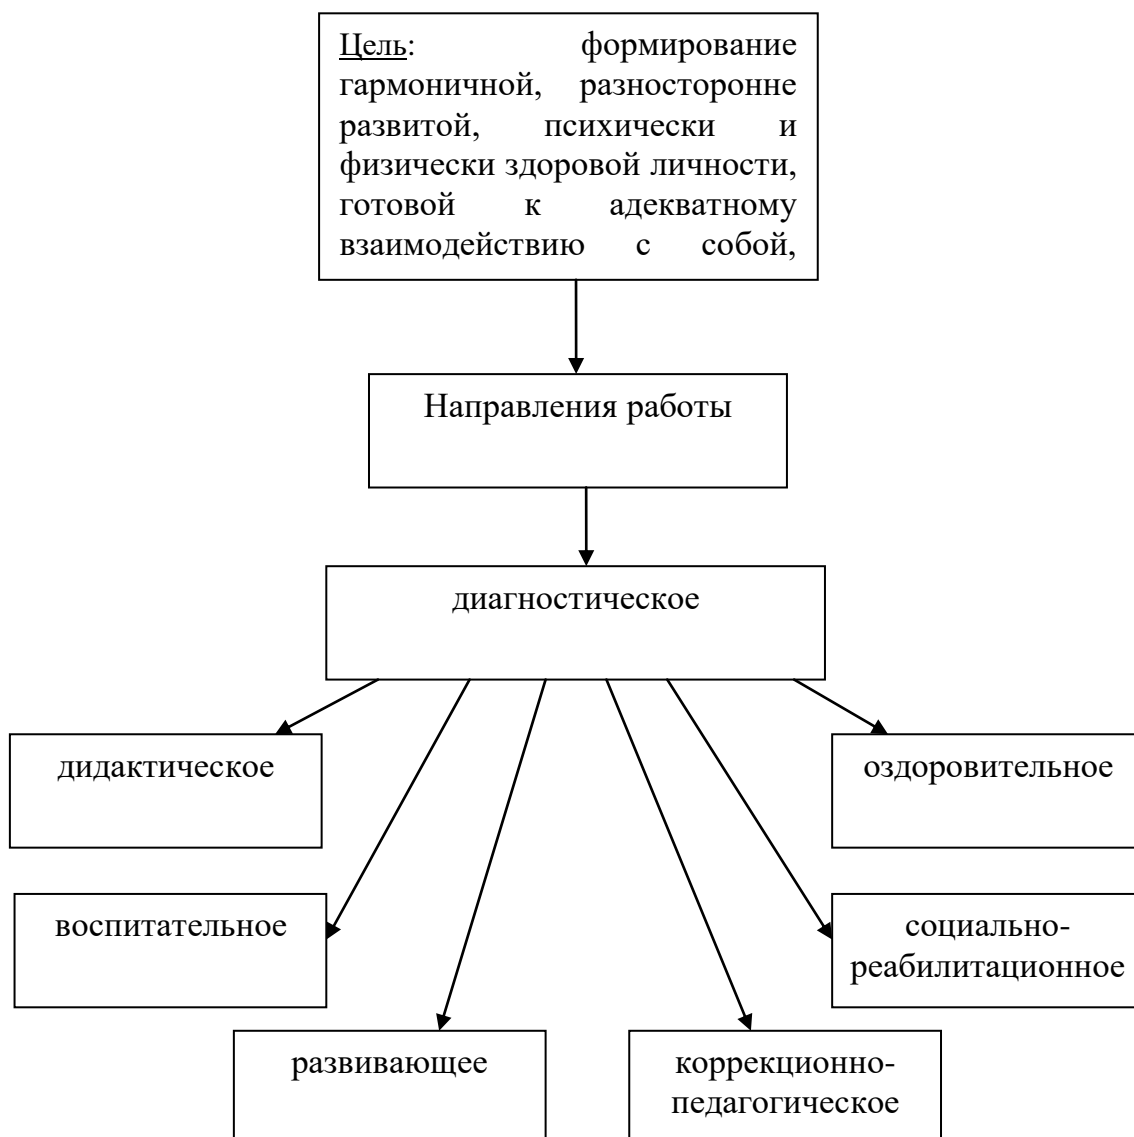 Цель: формирование
гармоничной, разносторонне
развитой, психически и
физически здоровой личности,
готовой к адекватному
взаимодействию с собой,
Направления работы
диагностическое
дидактическое
оздоровительное
воспитательное
социально-
реабилитационное
развивающее
коррекционно-
педагогическое